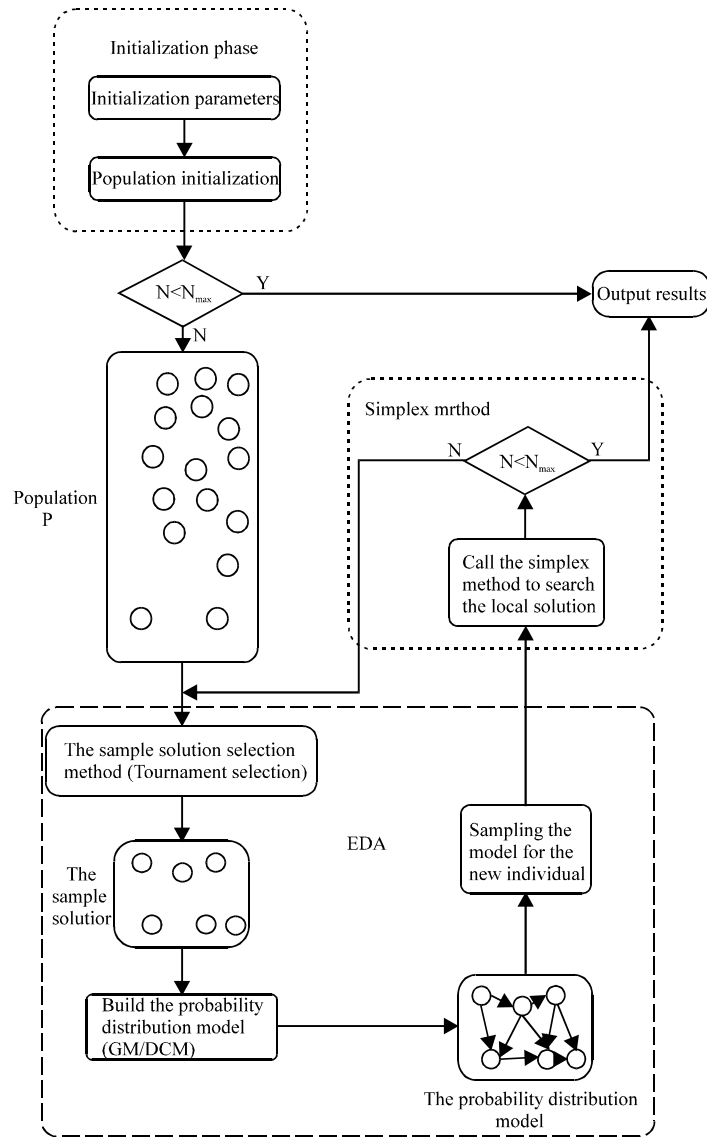 Initialization phase
Initialization parameters
Population initialization
N<Nmax
Y
N
Output results
Population
P
Simplex mrthod
N
N<Nmax
Y
Call the simplex
method to search
the local solution
The sample solution selection
method (Tournament selection)
EDA
The
sample
solutior
Sampling the
model for the
new individual
Build the probability
distribution model
(GM/DCM)
The probability distribution
model